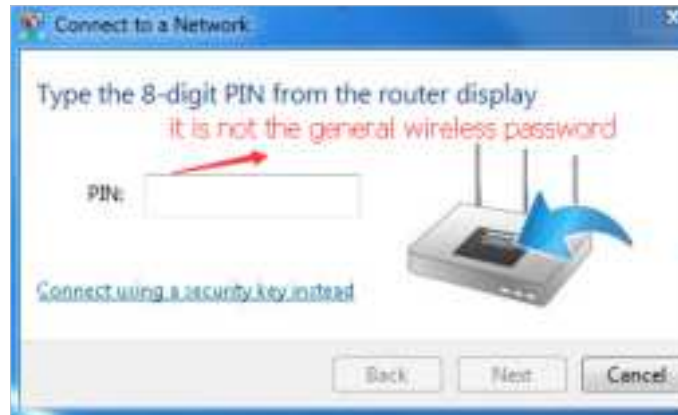 Connect to a Network
Type the 8-digit PIN from the router display
it is not the general wireless password
PIN:
Connect using a security key instead
Back Next Cancel